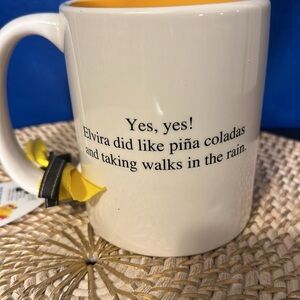 Yes, yes!
Elvira did like piña coladas
and taking walks in the rain.